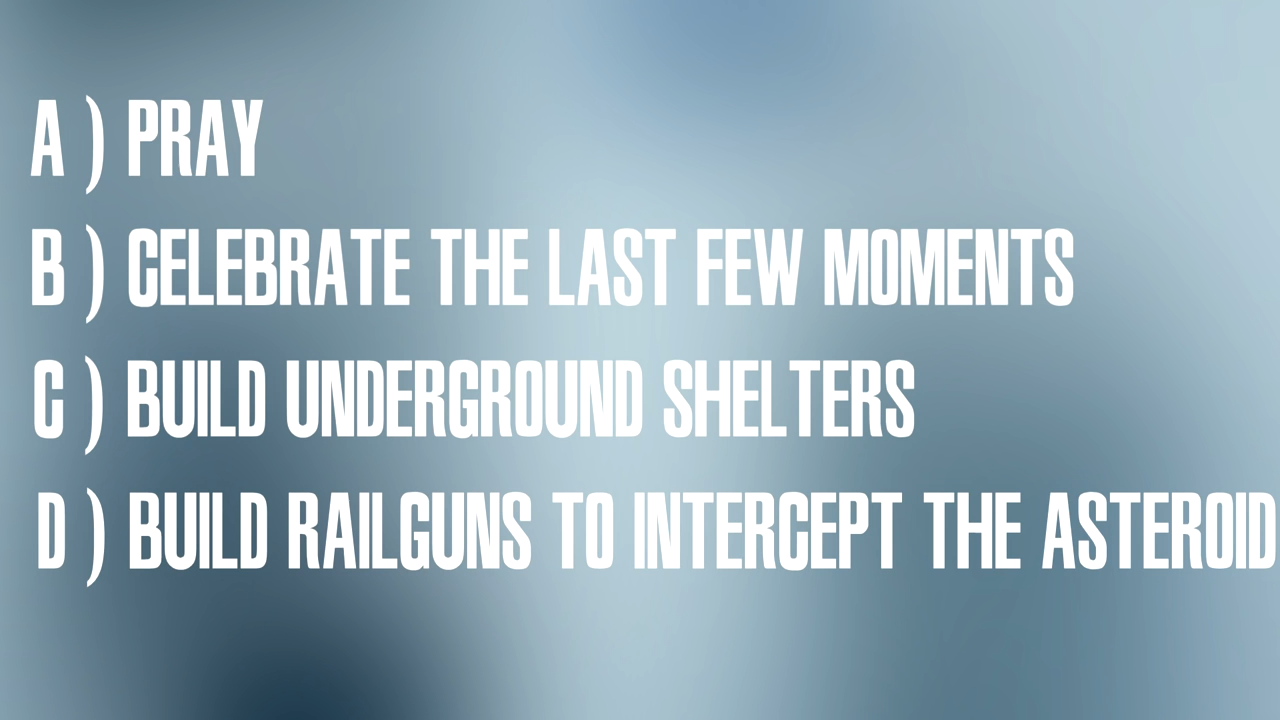 A ) PRAY
B ) CELEBRATE THE LAST FEW MOMENTS
C ) BUILD UNDERGROUND SHELTERS
D ) BUILD RAILGUNS TO INTERCEPT THE ASTEROID